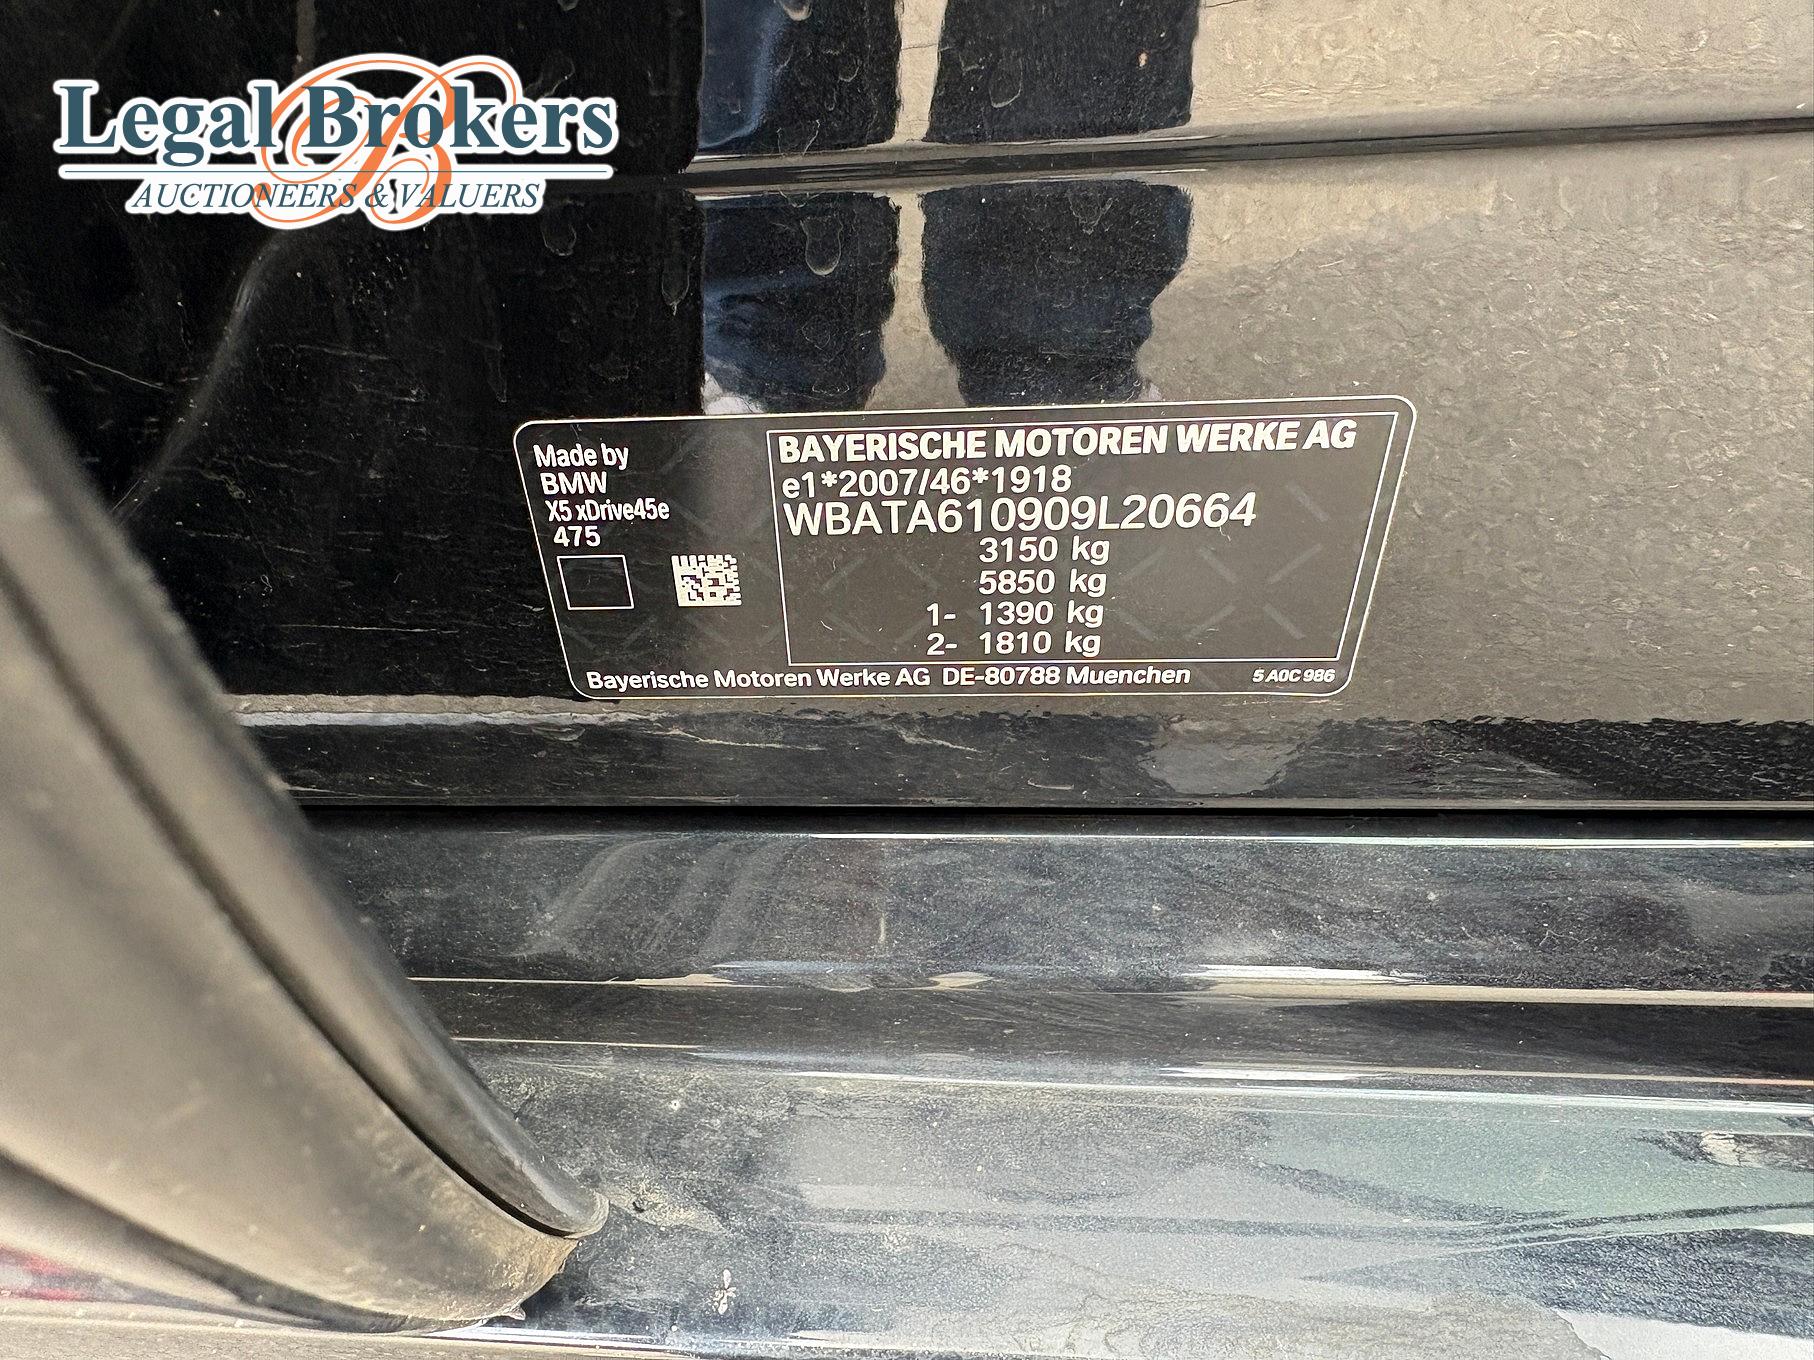 Legal Brokers
AUCTIONEERS & VALUERS
Made by
BMW
X5 xDrive45e
475
BAYERISCHE MOTOREN WERKE AG
e1*2007/46*1918
WBATA610909L20664
3150 kg
5850 kg
1- 1390 kg
2- 1810 kg
Bayerische Motoren Werke AG DE-80788 Muenchen
5 A0C 986